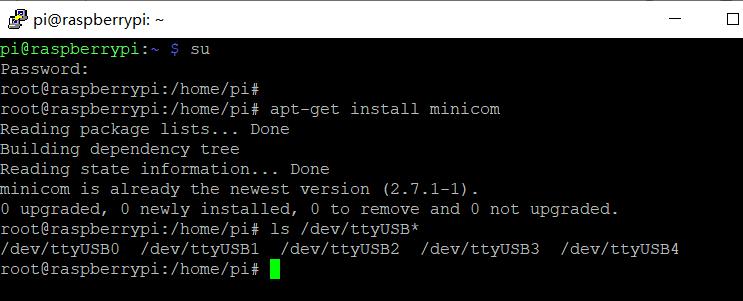 pi@raspberrypi: ~
pi@raspberrypi:~ $ su
Password:
root@raspberrypi:/home/pi#
root@raspberrypi:/home/pi# apt-get install minicom
Reading package lists... Done
Building dependency tree
Reading state information... Done
minicom is already the newest version (2.7.1-1).
0 upgraded, 0 newly installed, 0 to remove and 0 not upgraded.
root@raspberrypi:/home/pi# ls /dev/ttyUSB*
/dev/ttyUSB0  /dev/ttyUSB1  /dev/ttyUSB2  /dev/ttyUSB3  /dev/ttyUSB4
root@raspberrypi:/home/pi#